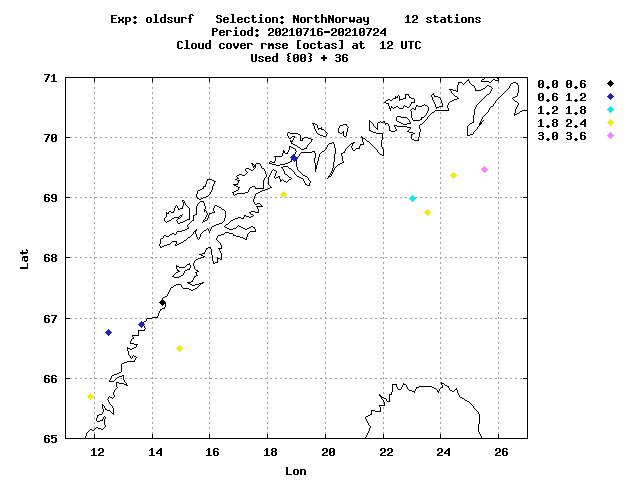 Exp: oldsurf   Selection: NorthNorway     12 stations
Period: 20210716-20210724
Cloud cover rmse [octas] at  12 UTC
Used {00} + 36
71
70
69
68
67
66
65
Lat
12 14 16 18 20 22 24 26
Lon
0.0 0.6
0.6 1.2
1.2 1.8
1.8 2.4
3.0 3.6